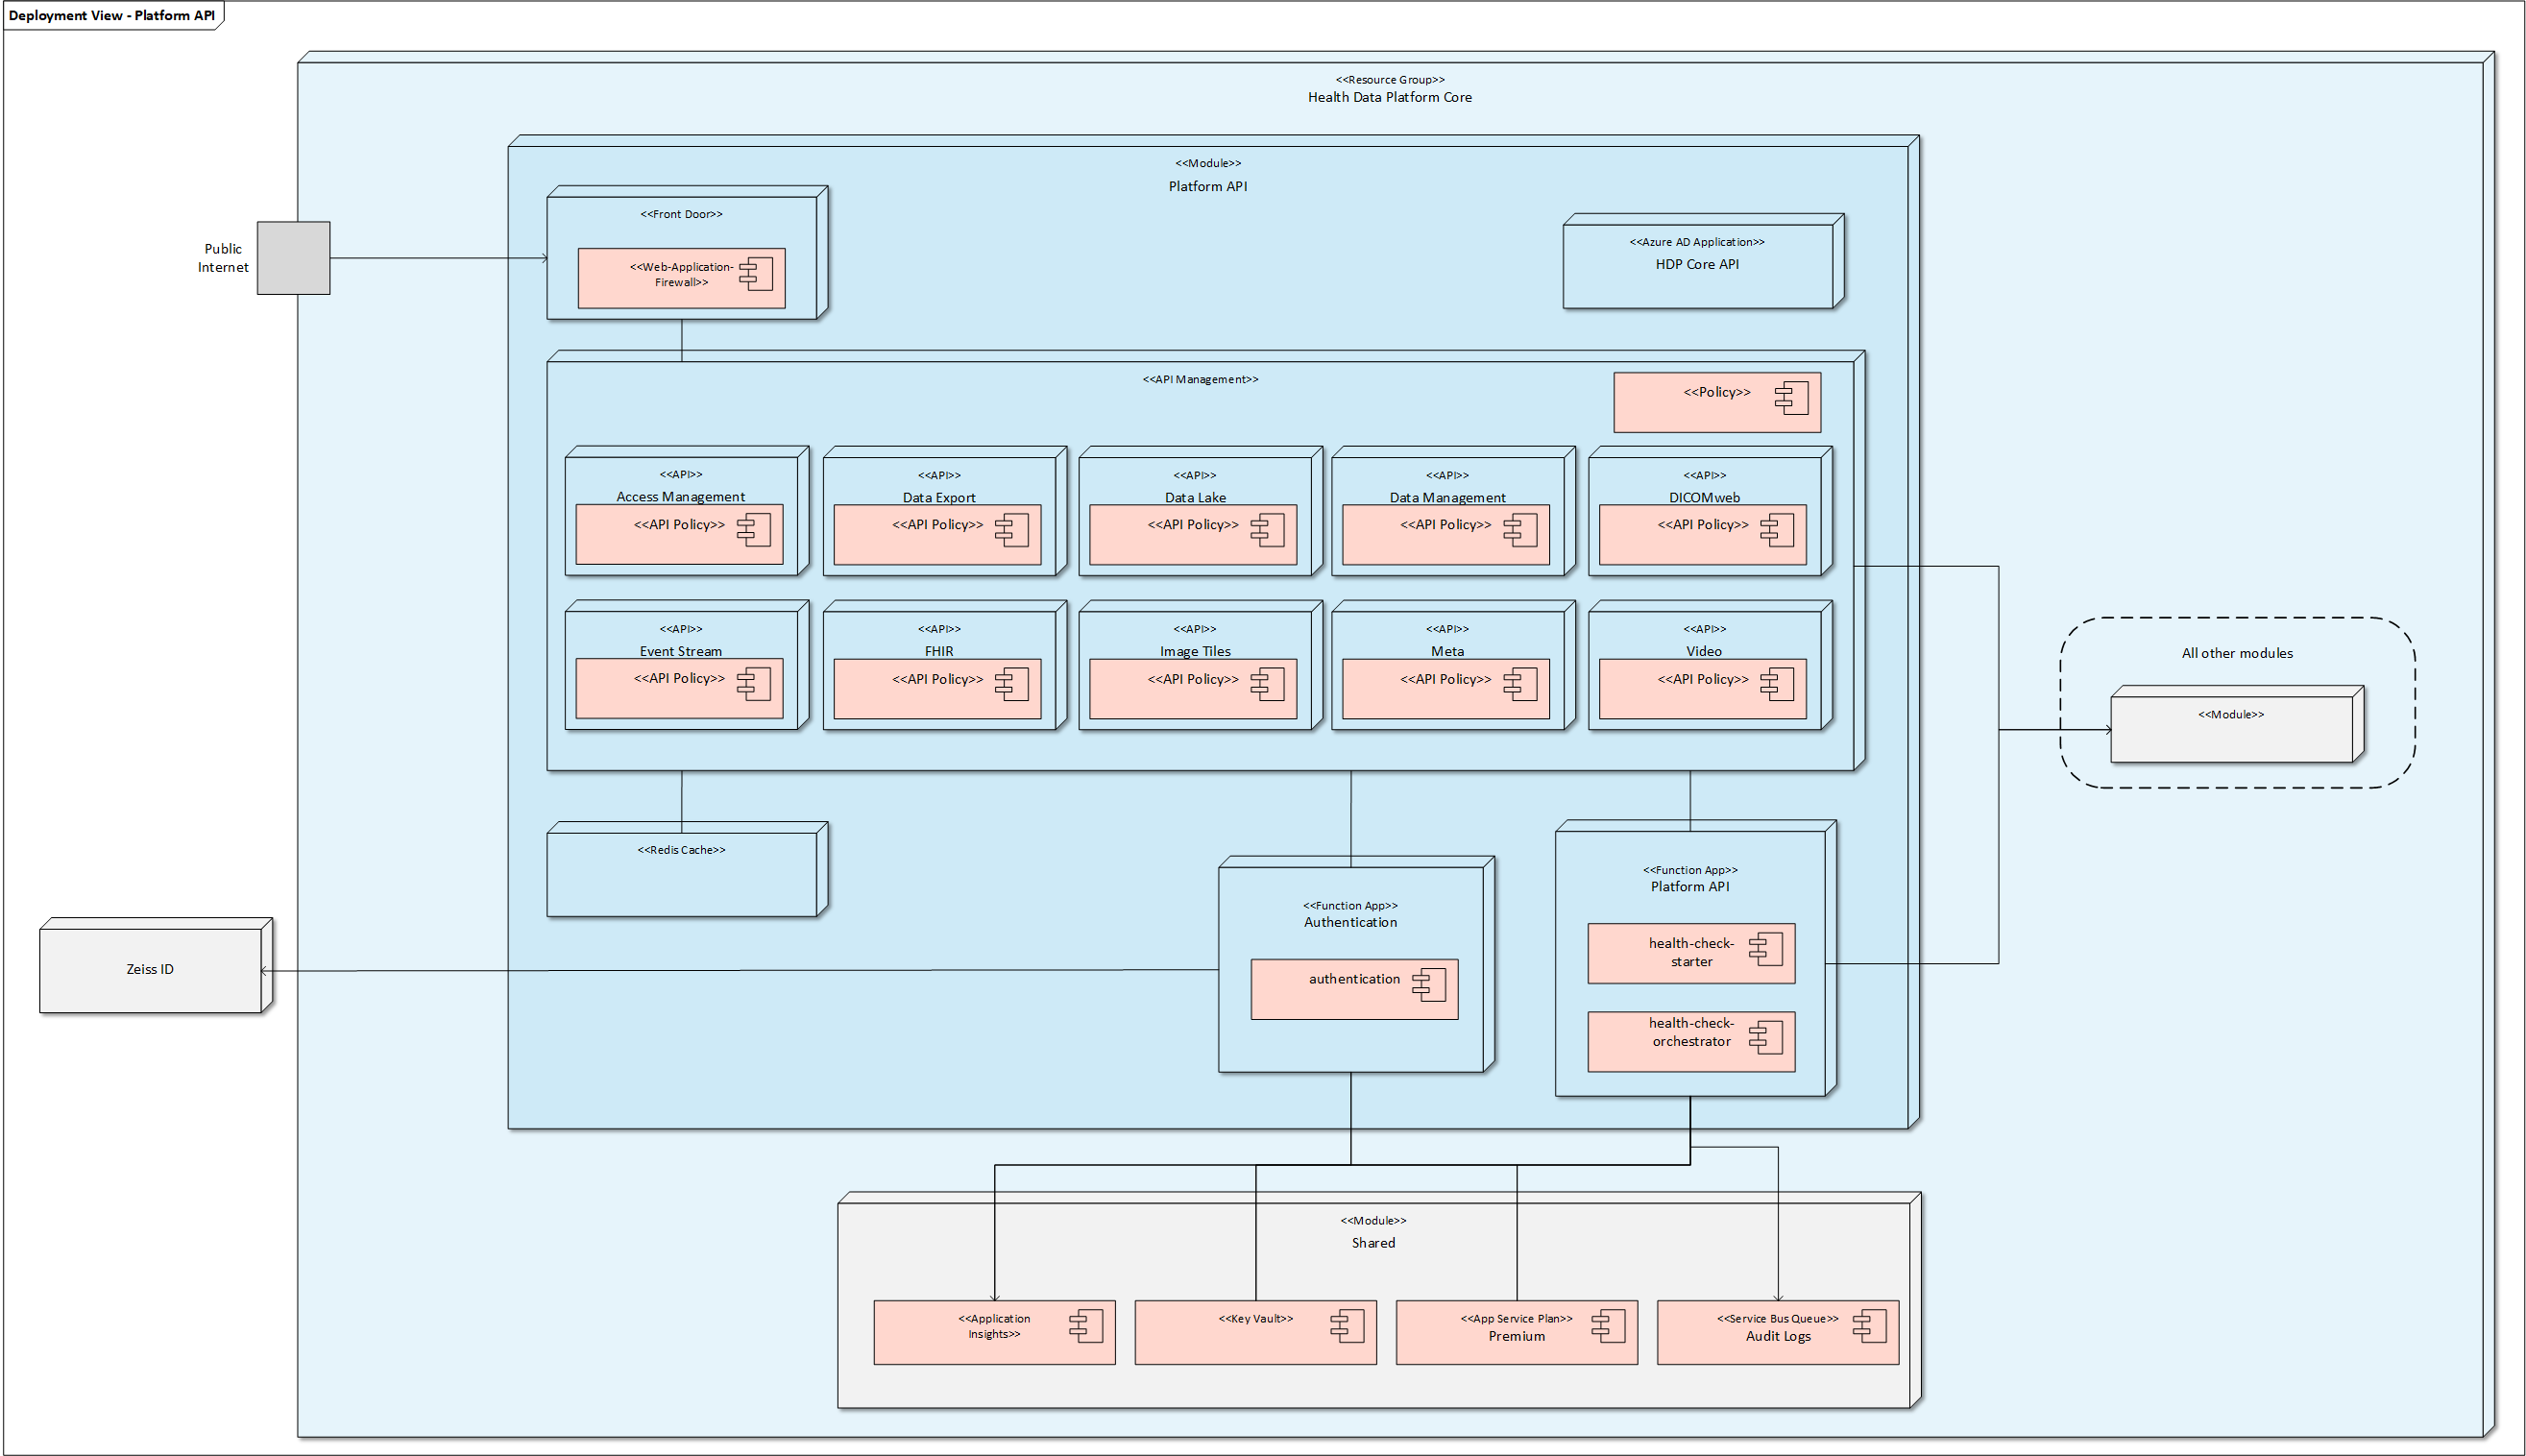 Deployment View - Platform API
<<Resource Group>>
Health Data Platform Core
<<Module>>
Platform API
<<Front Door>>
<<Web-Application-
Firewall>>
Public
Internet
<<Azure AD Application>>
HDP Core API
<<API Management>>
<<Policy>>
<<API>>
Access Management
<<API Policy>>
<<API>>
Data Export
<<API Policy>>
<<API>>
Data Lake
<<API Policy>>
<<API>>
Data Management
<<API Policy>>
<<API>>
DICOMweb
<<API Policy>>
<<API>>
Event Stream
<<API Policy>>
<<API>>
FHIR
<<API Policy>>
<<API>>
Image Tiles
<<API Policy>>
<<API>>
Meta
<<API Policy>>
<<API>>
Video
<<API Policy>>
All other modules
<<Module>>
<<Redis Cache>>
Zeiss ID
<<Function App>>
Authentication
authentication
<<Function App>>
Platform API
health-check-
starter
health-check-
orchestrator
<<Module>>
Shared
<<Application
Insights>>
<<Key Vault>>
<<App Service Plan>>
Premium
<<Service Bus Queue>>
Audit Logs